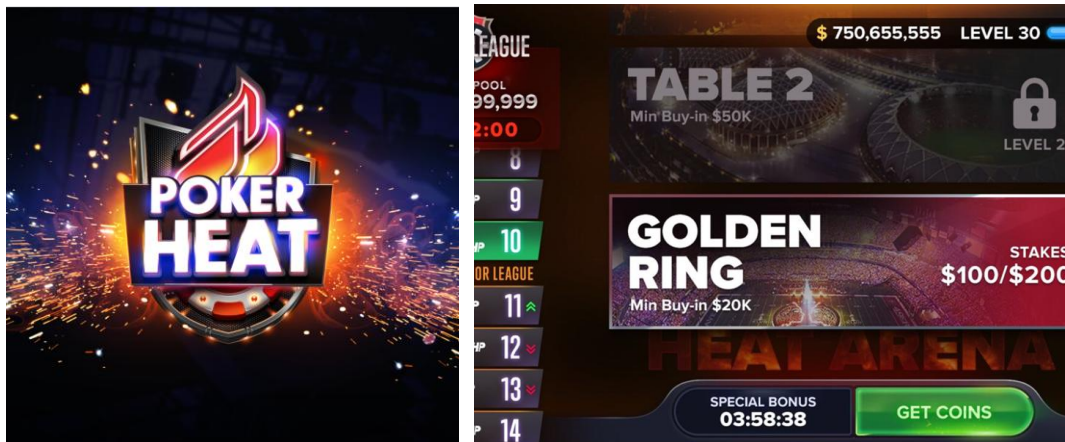 POKER
HEAT
LEAGUE
POOL
99,999
2:00
8
9
HP 10
OR LEAGUE
11
HP 12
13
14
$ 750,655,555 LEVEL 30
TABLE 2
Min Buy-in $50K
LEVEL 2
GOLDEN
RING
Min Buy-in $20K
STAKES
$100/$200
HEAT ARENA
SPECIAL BONUS
03:58:38
GET COINS